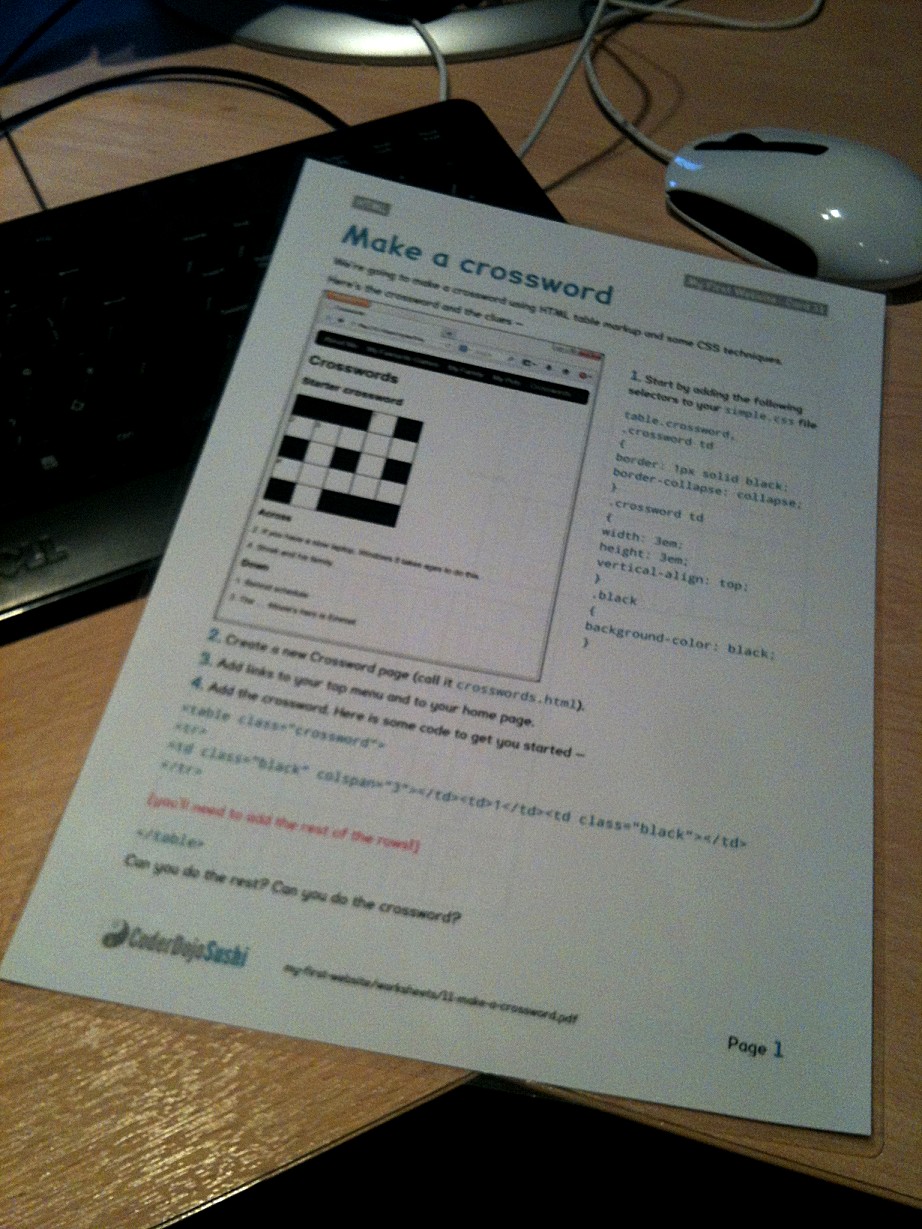 HTML
My First Website - Card 11
Make a crossword
We're going to make a crossword using HTML table markup and some CSS techniques.
Here's the crossword and the clues –
Crosswords
Starter crossword
Across
2. If you have a slow laptop, Windows 8 takes ages to do this.
4. Shrek and his family.
Down
3. The ... Movie's hero is Emmet
1. Start by adding the following
selectors to your simple.css file
table.crossword,
.crossword td
{
border: 1px solid black;
border-collapse: collapse;
}
.crossword td
{
width: 3em;
height: 3em;
vertical-align: top;
}
.black
{
background-color: black;
}
2. Create a new Crossword page (call it crosswords.html).
3. Add links to your top menu and to your home page.
4. Add the crossword. Here is some code to get you started –
<table class="crossword">
<tr>
<td class="black" colspan="3"></td><td>1</td><td class="black"></td>
</tr>
(you'll need to add the rest of the rows!)
</table>
Can you do the rest? Can you do the crossword?
CoderDojoSushi
my-first-website/worksheets/11-make-a-crossword.pdf
Page 1